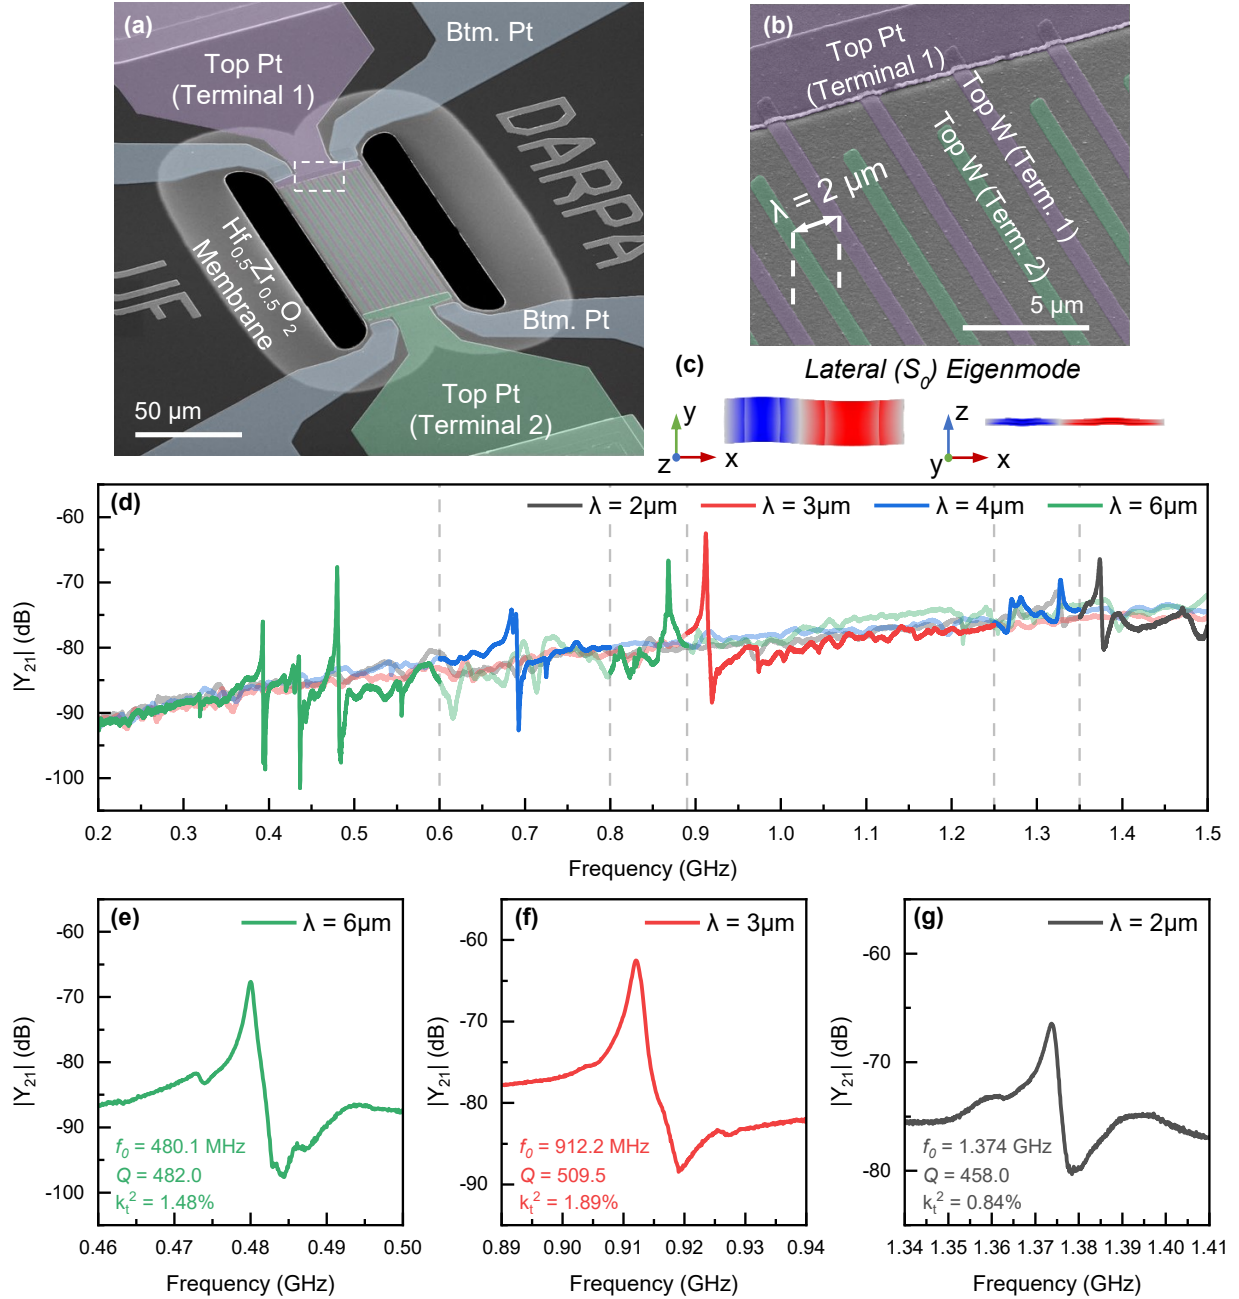 (a)
Btm. Pt
Top Pt
(Terminal 1)
DARPA
Hf0.5Zr0.5O2
Membrane
UF
Btm. Pt
Top Pt
(Terminal 2)
50 µm
(b)
Top Pt
(Terminal 1)
Top W (Term. 1)
Top W (Term. 2)
λ = 2 µm
5 µm
(c)
Lateral (S0) Eigenmode
y
z x
z
y x
(d)
λ = 2µm λ = 3µm λ = 4µm λ = 6µm
|Y21| (dB)
-60
-70
-80
-90
-100
0.2 0.3 0.4 0.5 0.6 0.7 0.8 0.9 1.0 1.1 1.2 1.3 1.4 1.5
Frequency (GHz)
(e)
λ = 6µm
|Y21| (dB)
-60
-70
-80
-90
-100
f0 = 480.1 MHz
Q = 482.0
kt2 = 1.48%
0.46 0.47 0.48 0.49 0.50
Frequency (GHz)
(f)
λ = 3µm
|Y21| (dB)
-60
-70
-80
-90
f0 = 912.2 MHz
Q = 509.5
kt2 = 1.89%
0.89 0.90 0.91 0.92 0.93 0.94
Frequency (GHz)
(g)
λ = 2µm
|Y21| (dB)
-60
-70
-80
f0 = 1.374 GHz
Q = 458.0
kt2 = 0.84%
1.34 1.35 1.36 1.37 1.38 1.39 1.40 1.41
Frequency (GHz)